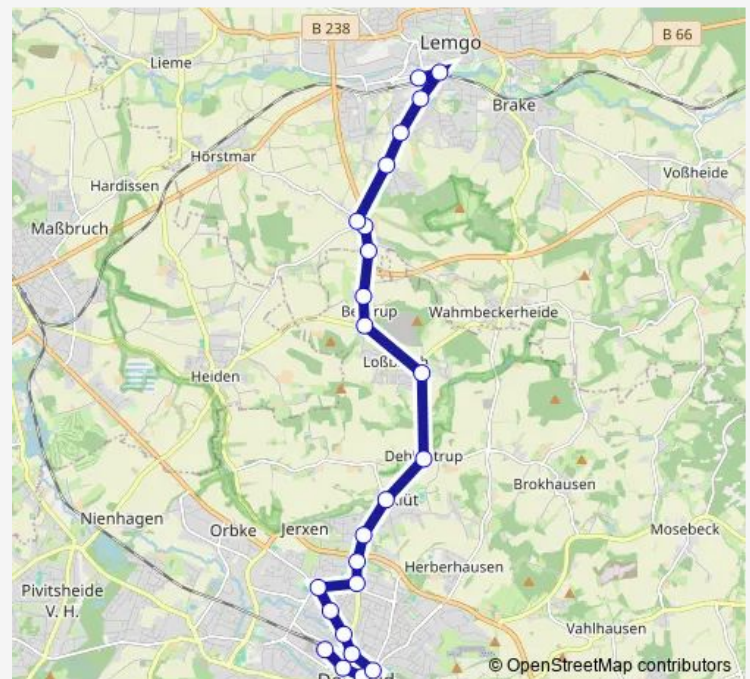 B 238
Lemgo
B 66
Lieme
Brake
Hörstmar
Voßheide
Hardissen
Maßbruch
Wahmbeckerheide
Heiden
Brokhausen
Nienhagen
Orbke
Jerxen
Mosebeck
Herberhausen
Pivitsheide
V. H.
Vahlhausen
© OpenStreetMap contributors